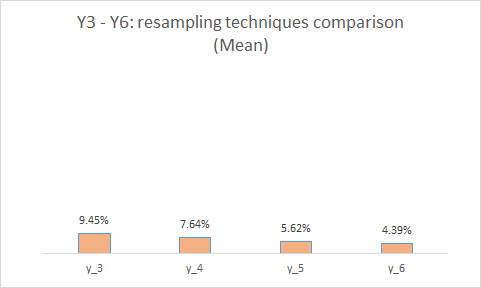 Y3 - Y6: resampling techniques comparison
(Mean)
9.45%
7.64%
5.62%
4.39%
y_3
y_4
y_5
y_6